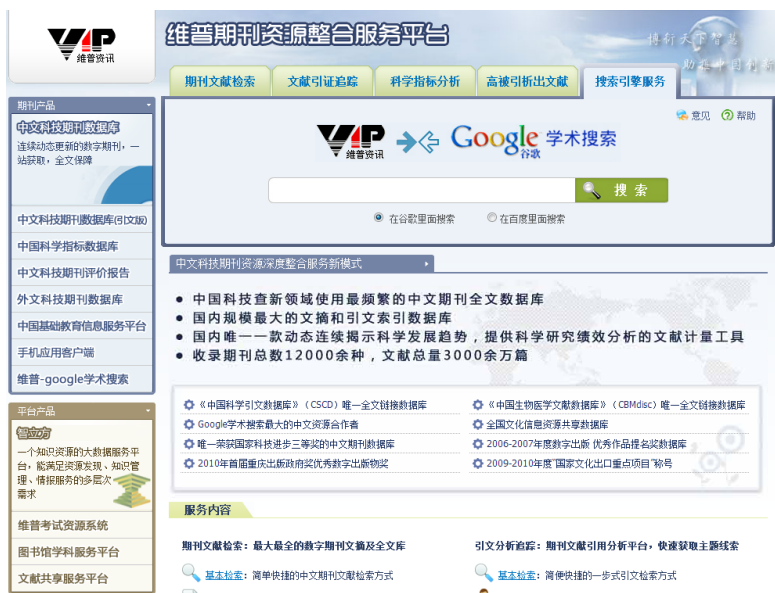 VIP
维普资讯
维普期刊资源整合服务平台
博行天下智慧
助卷中国创新
期刊文献检索
文献引证追踪
科学指标分析
高被引析出文献
搜索引擎服务
意见
帮助
VIP
维普资讯
Google 学术搜索
谷歌
搜 索
在谷歌里面搜索
在百度里面搜索
期刊产品
中文科技期刊数据库
连续动态更新的数字期刊，一
站获取，全文保障
中文科技期刊数据库(引文版)
中国科学指标数据库
中文科技期刊评价报告
外文科技期刊数据库
中国基础教育信息服务平台
手机应用客户端
维普-google学术搜索
平台产品
智立方
一个知识资源的大数据服务平
台，能满足资源发现、知识管
理、情报服务的多层次
需求
维普考试资源系统
图书馆学科服务平台
文献共享服务平台
中文科技期刊资源深度整合服务新模式
中国科技查新领域使用最频繁的中文期刊全文数据库
国内规模最大的文摘和引文索引数据库
国内唯一一款动态连续揭示科学发展趋势，提供科学研究绩效分析的文献计量工具
收录期刊总数12000余种，文献总量3000余万篇
《中国科学引文数据库》（CSCD）唯一全文链接数据库
《中国生物医学文献数据库》（CBMdisc）唯一全文链接数据库
Google学术搜索最大的中文资源合作者
全国文化信息资源共享数据库
唯一荣获国家科技进步三等奖的中文期刊数据库
2006-2007年度数字出版 优秀作品提名奖数据库
2010年首届重庆出版政府奖优秀数字出版物奖
2009-2010年度"国家文化出口重点项目"称号
服务内容
期刊文献检索：最大最全的数字期刊文摘及全文库
引文分析追踪：期刊文献引用分析平台，快速获取主题线索
基本检索：简单快捷的中文期刊文献检索方式
基本检索：简便快捷的一步式引文检索方式